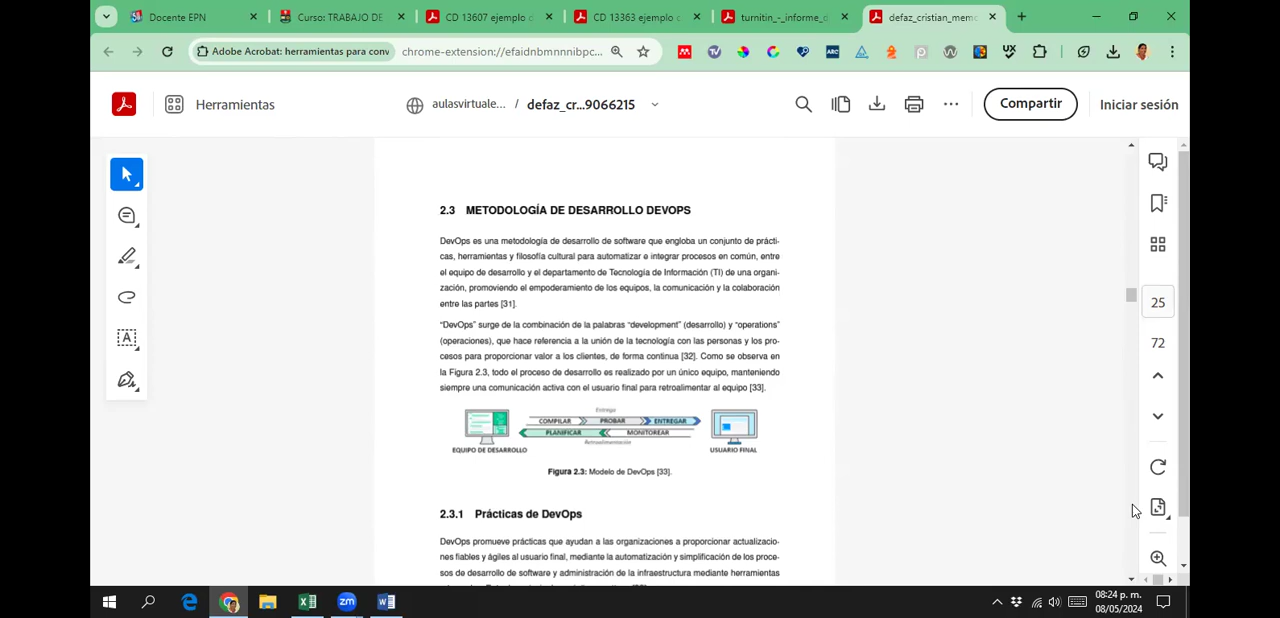 Docente EPN
Curso: TRABAJO DE
CD 13607 ejemplo d
CD 13363 ejemplo c
turnitin_-_informe_d
defaz_cristian_memo
Adobe Acrobat: herramientas para conv
chrome-extension://efaidnbmnnnibpc...
Herramientas
aulasvirtuale... / defaz_cr...9066215
Compartir
Iniciar sesión
2.3 METODOLOGÍA DE DESARROLLO DEVOPS
DevOps es una metodología de desarrollo de software que engloba un conjunto de prácti-
cas, herramientas y filosofía cultural para automatizar e integrar procesos en común, entre
el equipo de desarrollo y el departamento de Tecnología de Información (TI) de una organi-
zación, promoviendo el empoderamiento de los equipos, la comunicación y la colaboración
entre las partes [31].
“DevOps” surge de la combinación de la palabras “development” (desarrollo) y “operations”
(operaciones), que hace referencia a la unión de la tecnología con las personas y los pro-
cesos para proporcionar valor a los clientes, de forma continua [32]. Como se observa en
la Figura 2.3, todo el proceso de desarrollo es realizado por un único equipo, manteniendo
siempre una comunicación activa con el usuario final para retroalimentar al equipo [33].
Entrega
COMPILAR PROBAR ENTREGAR
PLANIFICAR MONITOREAR
Retroalimentación
EQUIPO DE DESARROLLO
USUARIO FINAL
Figura 2.3: Modelo de DevOps [33].
2.3.1 Prácticas de DevOps
DevOps promueve prácticas que ayudan a las organizaciones a proporcionar actualizacio-
nes fiables y ágiles al usuario final, mediante la automatización y simplificación de los proce-
sos de desarrollo de software y administración de la infraestructura mediante herramientas
25
72
08:24 p. m.
08/05/2024